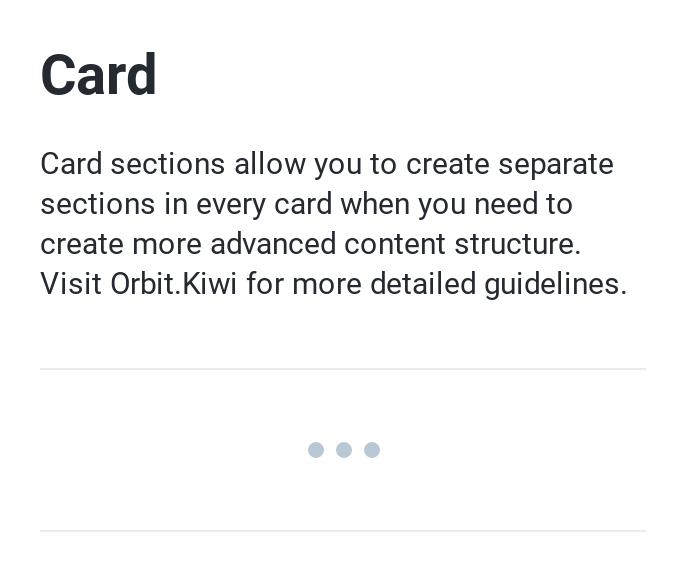 Card
Card sections allow you to create separate
sections in every card when you need to
create more advanced content structure.
Visit Orbit.Kiwi for more detailed guidelines.